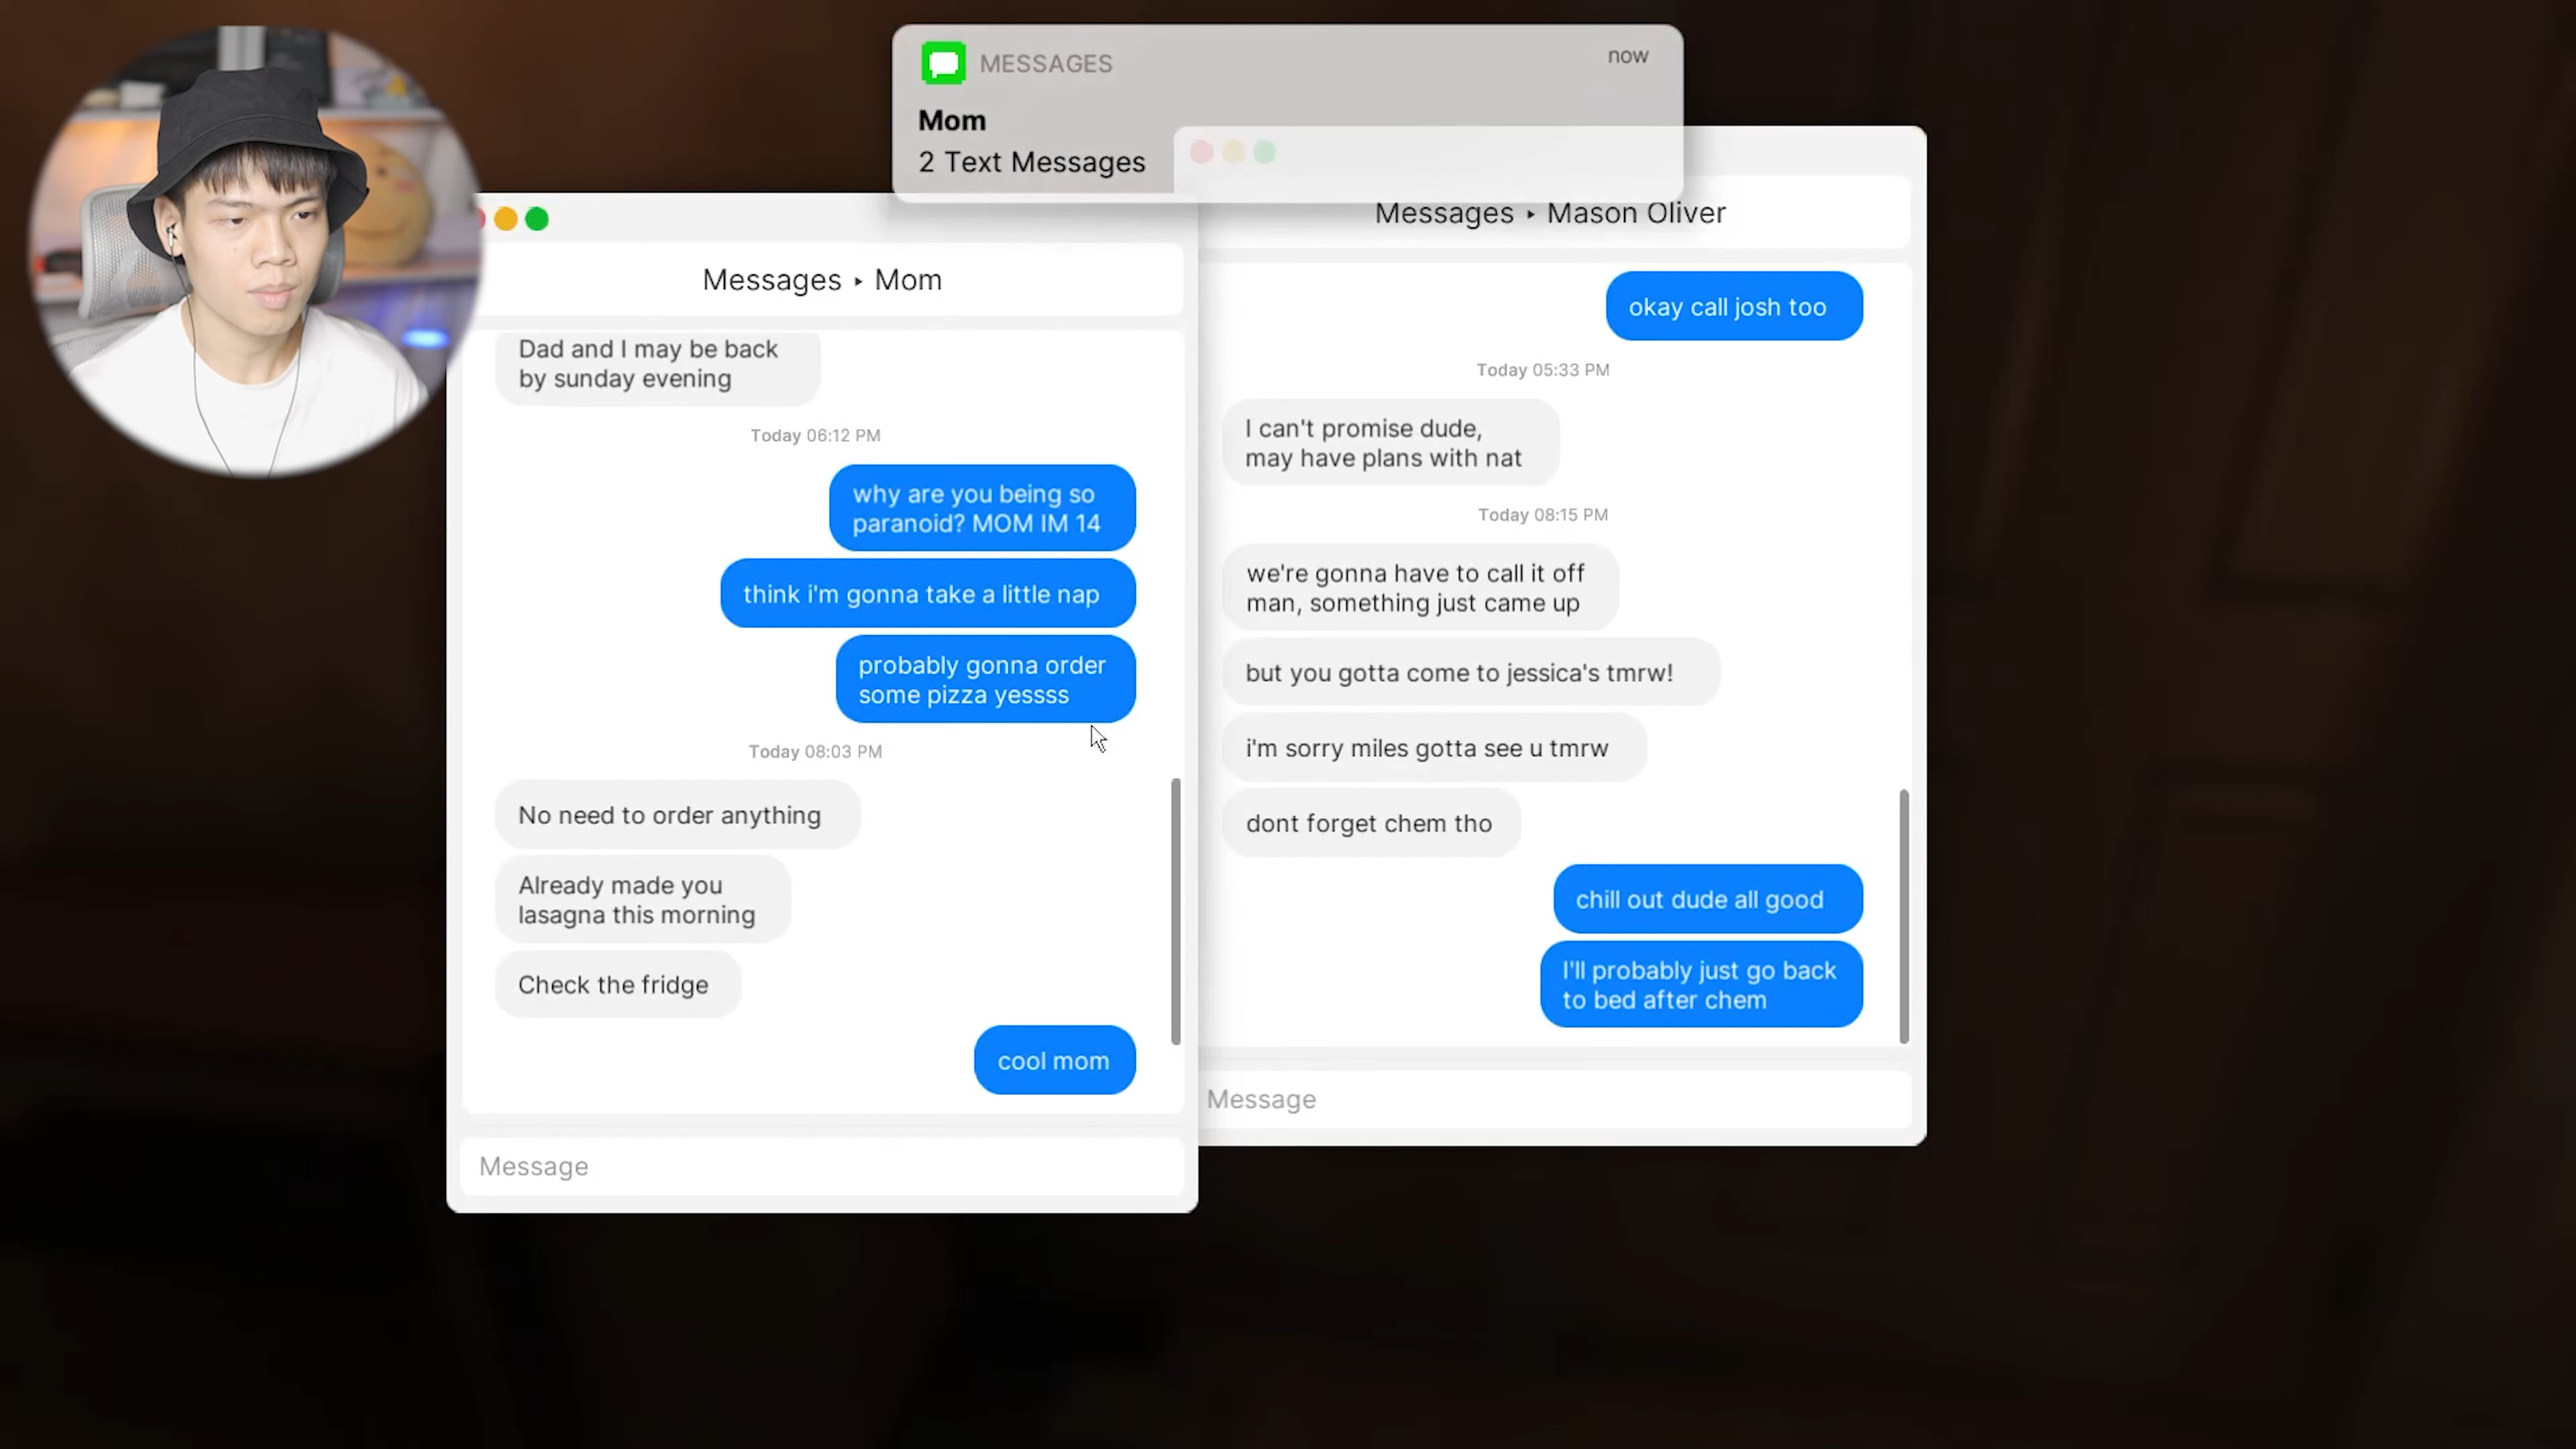 MESSAGES
now
Mom
2 Text Messages
Messages ▸ Mom
Dad and I may be back
by sunday evening
Today 06:12 PM
why are you being so
paranoid? MOM IM 14
think i'm gonna take a little nap
probably gonna order
some pizza yessss
Today 08:03 PM
No need to order anything
Already made you
lasagna this morning
Check the fridge
cool mom
Message
Messages ▸ Mason Oliver
okay call josh too
Today 05:33 PM
I can't promise dude,
may have plans with nat
Today 08:15 PM
we're gonna have to call it off
man, something just came up
but you gotta come to jessica's tmrw!
i'm sorry miles gotta see u tmrw
dont forget chem tho
chill out dude all good
I'll probably just go back
to bed after chem
Message